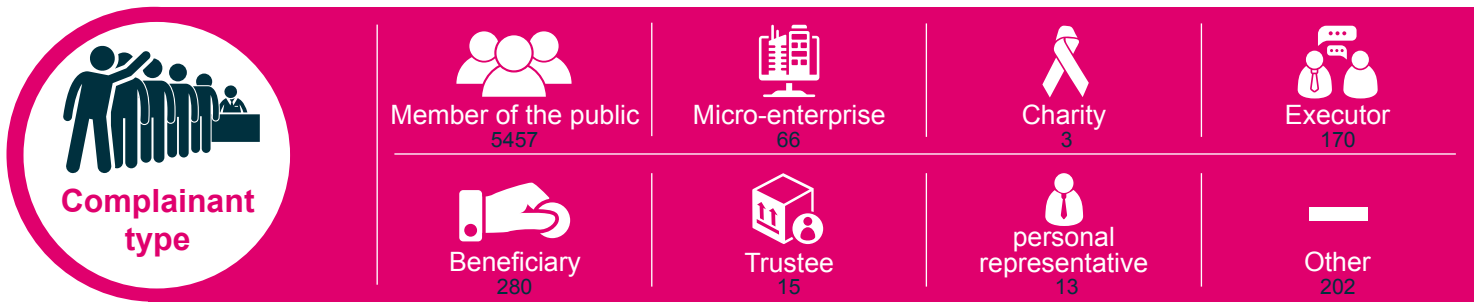 Complainant
type
Member of the public
5457
Micro-enterprise
66
Charity
3
Executor
170
Beneficiary
280
Trustee
15
personal
representative
13
Other
202